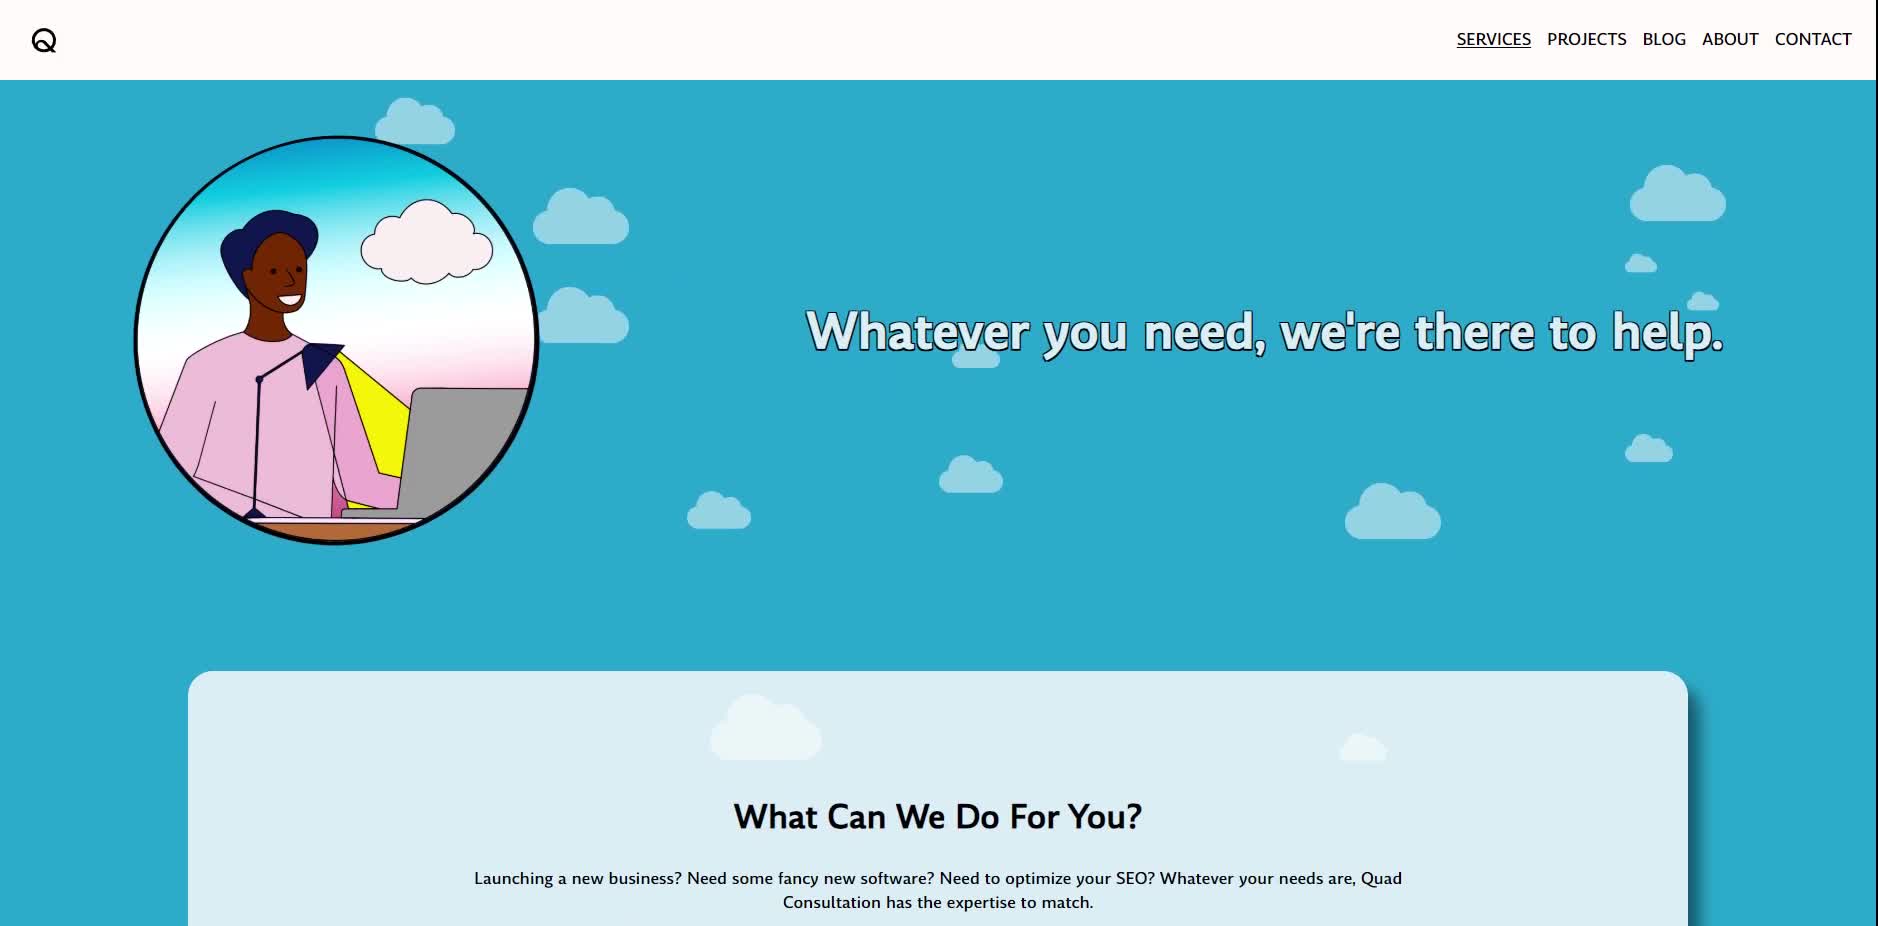 Q
SERVICES PROJECTS BLOG ABOUT CONTACT
Whatever you need, we're there to help.
What Can We Do For You?
Launching a new business? Need some fancy new software? Need to optimize your SEO? Whatever your needs are, Quad
Consultation has the expertise to match.